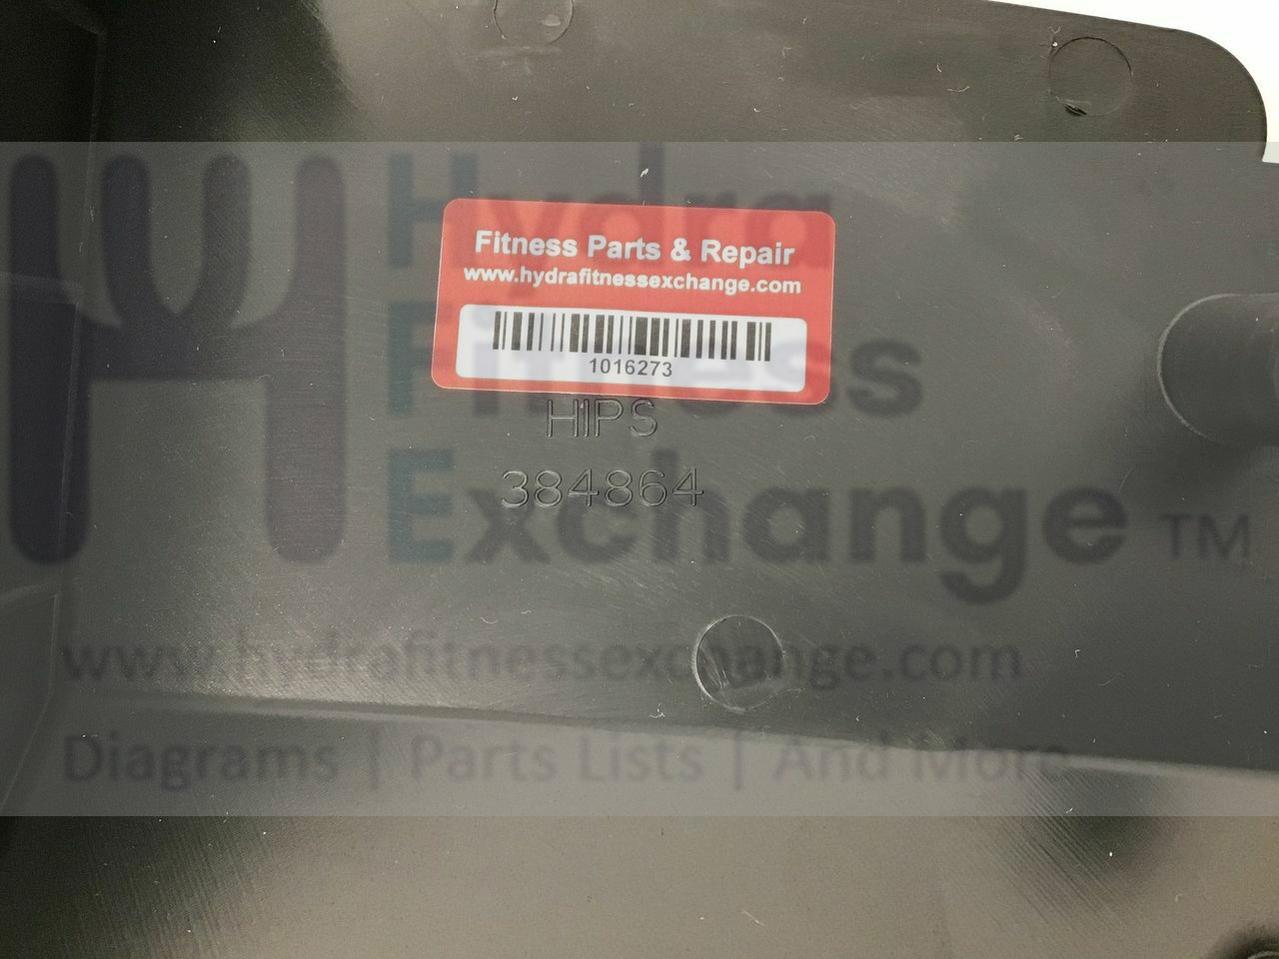 Hydra
Fitness
Exchange TM
www.hydrafitnessexchange.com
Diagrams | Parts Lists | And More
Fitness Parts & Repair
www.hydrafitnessexchange.com
1016273
HIPS
384864